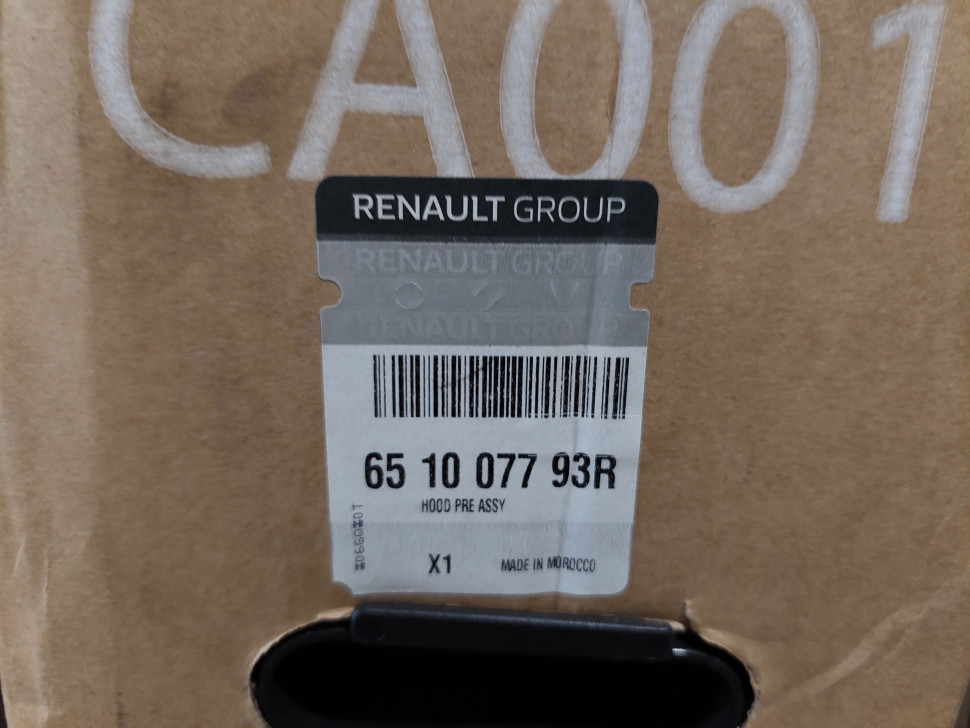 CA001
RENAULT GROUP
RENAULT GROUP
RENAULT GROUP
65 10 077 93R
HOOD PRE ASSY
X1
MADE IN MOROCCO